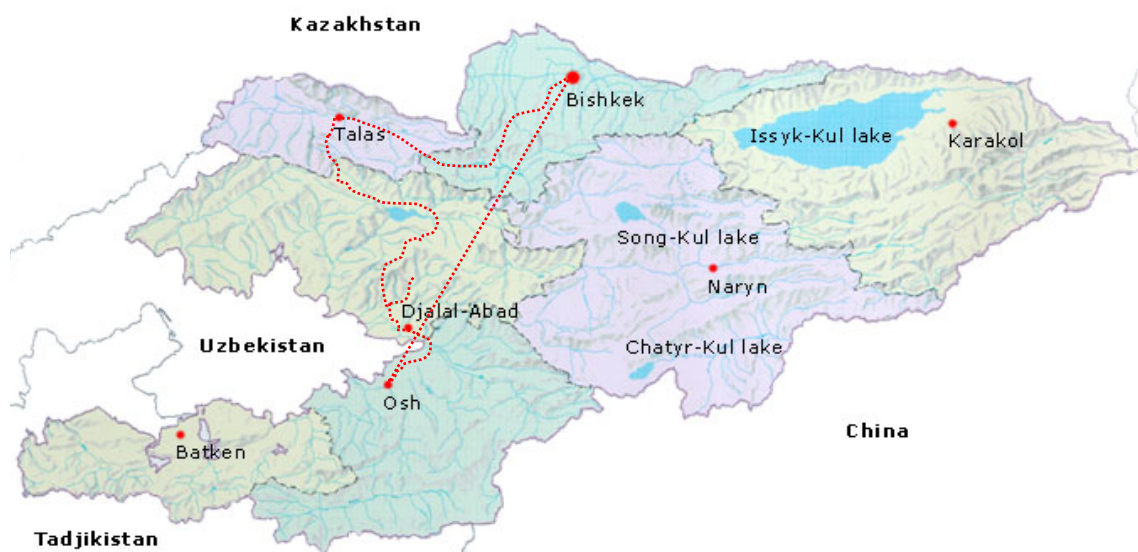 Kazakhstan
Bishkek
Talas
Issyk-Kul lake
Karakol
Song-Kul lake
Naryn
Djalal-Abad
Uzbekistan
Chatyr-Kul lake
Osh
China
Batken
Tadjikistan